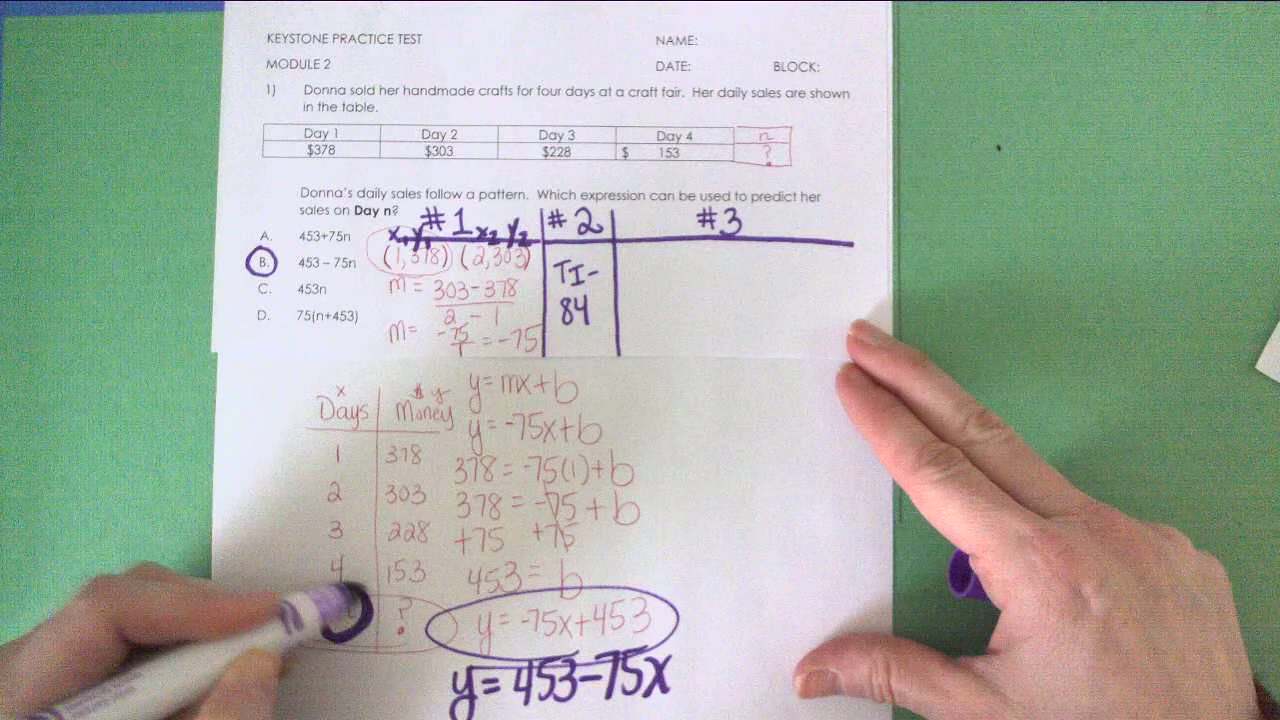 KEYSTONE PRACTICE TEST
NAME:
MODULE 2
DATE: BLOCK:
1) Donna sold her handmade crafts for four days at a craft fair. Her daily sales are shown
in the table.
Day 1 Day 2 Day 3 Day 4 n
$378 $303 $228 $ 153 ?
Donna's daily sales follow a pattern. Which expression can be used to predict her
sales on Day n?
#1 #2 #3
x₁ y₁ x₂ y₂
A. 453+75n
B. 453 – 75n
C. 453n
D. 75(n+453)
(1,378) (2,303)
m = 303-378
2 - 1
m= -75
1
= -75
TI-
84
x $ y
Days Money
1 378
2 303
3 228
4 153
?
y = mx + b
y = -75x + b
378 = -75(1) + b
378 = -75 + b
+75 +75
453 = b
y = -75x+453
y = 453-75x